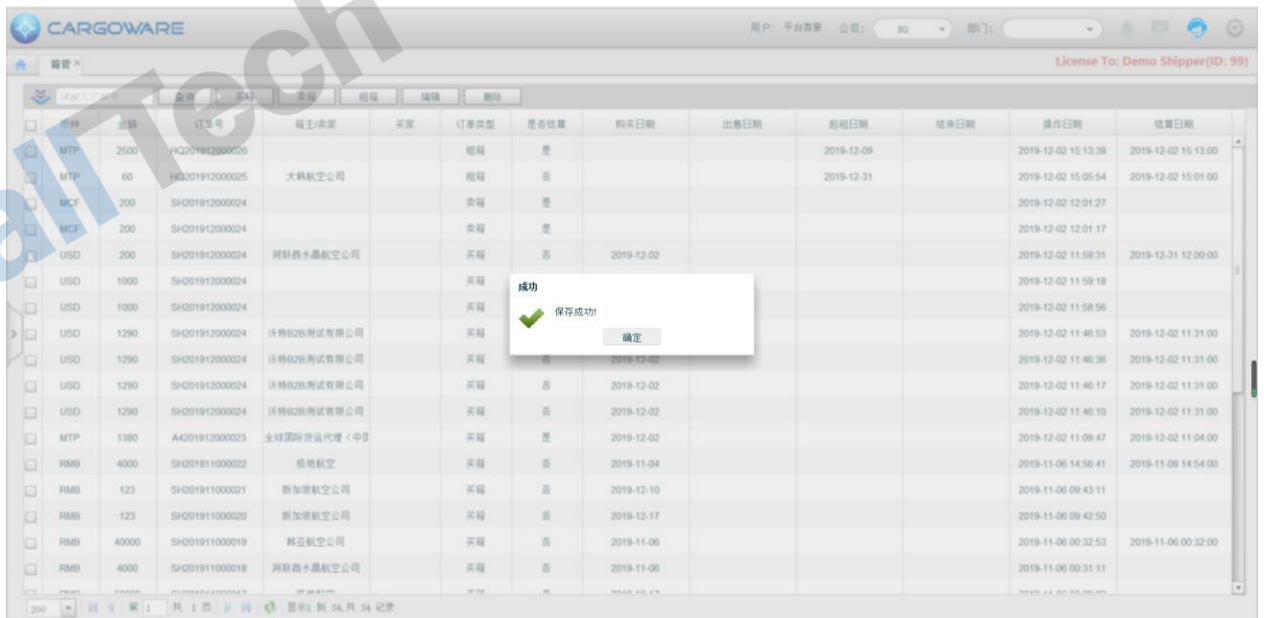 CARGOWARE 用户: 平台客服 公司: BQ 部门:
箱管 × License To: Demo Shipper(ID: 99)
查询 买箱 卖箱 租箱 编辑 删除
币种 金额 订单号 箱主/卖家 买家 订单类型 是否结算 购买日期 出售日期 起租日期 结束日期 操作日期 结算日期
MTP 2500 HQ201912000026 租箱 是 2019-12-09 2019-12-02 15:13:38 2019-12-02 15:13:00
MTP 60 HQ201912000025 大韩航空公司 租箱 否 2019-12-31 2019-12-02 15:05:54 2019-12-02 15:01:00
MCF 200 SH201912000024 卖箱 是 2019-12-02 12:01:27
MCF 200 SH201912000024 卖箱 是 2019-12-02 12:01:17
USD 200 SH201912000024 阿联酋水晶航空公司 买箱 否 2019-12-02 2019-12-02 11:59:31 2019-12-31 12:00:00
USD 1000 SH201912000024 买箱 2019-12-02 11:59:18
USD 1000 SH201912000024 买箱 2019-12-02 11:58:56
USD 1290 SH201912000024 沃特B2B测试有限公司 买箱 2019-12-02 11:46:53 2019-12-02 11:31:00
USD 1290 SH201912000024 沃特B2B测试有限公司 买箱 否 2019-12-02 2019-12-02 11:46:36 2019-12-02 11:31:00
USD 1290 SH201912000024 沃特B2B测试有限公司 买箱 否 2019-12-02 2019-12-02 11:46:17 2019-12-02 11:31:00
USD 1290 SH201912000024 沃特B2B测试有限公司 买箱 否 2019-12-02 2019-12-02 11:46:10 2019-12-02 11:31:00
MTP 1380 A4201912000023 全球国际货运代理（中国 买箱 是 2019-12-02 2019-12-02 11:09:47 2019-12-02 11:04:00
RMB 4000 SH201911000022 极地航空 买箱 否 2019-11-04 2019-11-06 14:56:41 2019-11-09 14:54:00
RMB 123 SH201911000021 新加坡航空公司 买箱 否 2019-12-10 2019-11-06 09:43:11
RMB 123 SH201911000020 新加坡航空公司 买箱 否 2019-12-17 2019-11-06 09:42:50
RMB 40000 SH201911000019 韩亚航空公司 买箱 否 2019-11-06 2019-11-06 00:32:53 2019-11-06 00:32:00
RMB 4000 SH201911000018 阿联酋水晶航空公司 买箱 否 2019-11-06 2019-11-06 00:31:11
成功
保存成功!
确定
200 第 1 共 1 页 显示1 到 34,共 34 记录
allTech